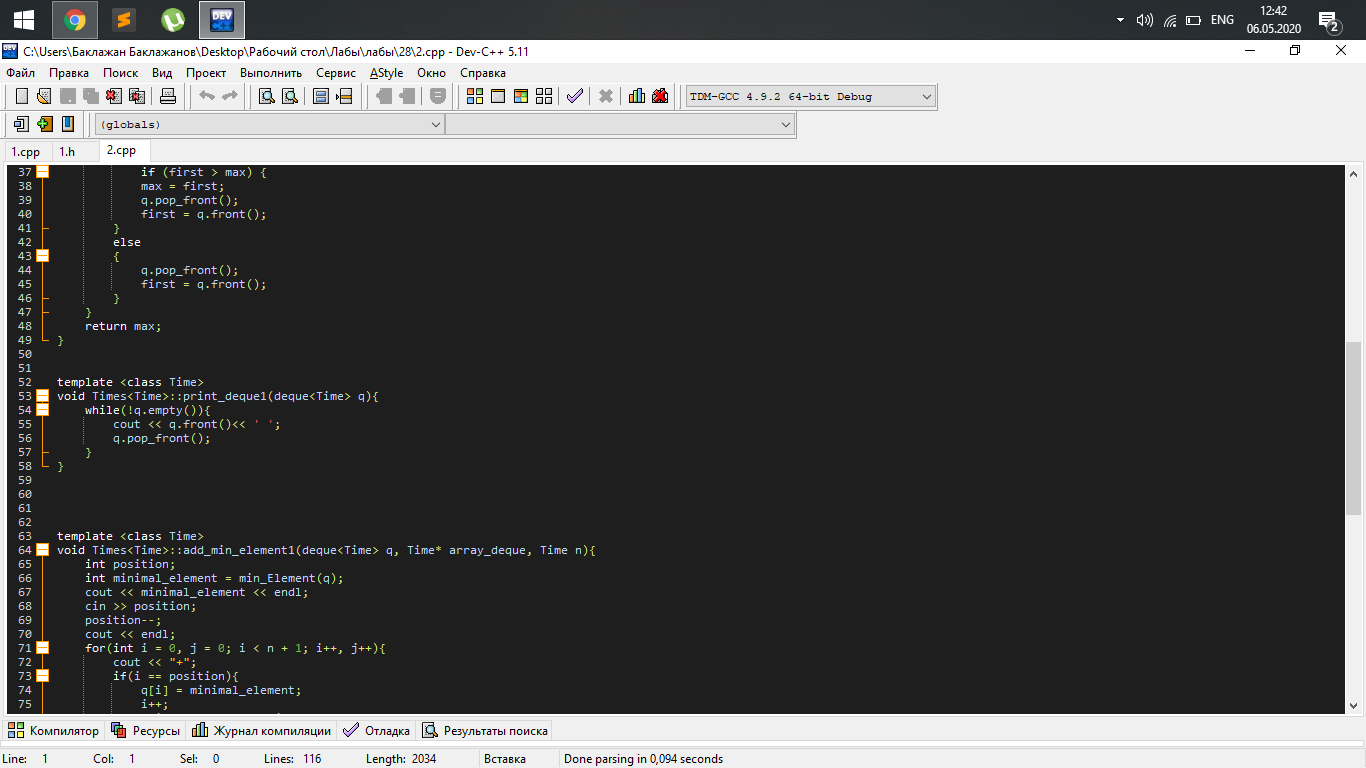 ENG
12:42
06.05.2020
2
DEV
C:\Users\Баклажан Баклажанов\Desktop\Рабочий стол\Лабы\лабы\28\2.cpp - Dev-C++ 5.11
Файл Правка Поиск Вид Проект Выполнить Сервис AStyle Окно Справка
TDM-GCC 4.9.2 64-bit Debug
(globals)
1.cpp 1.h 2.cpp
37 if (first > max) {
38 max = first;
39 q.pop_front();
40 first = q.front();
41 }
42 else
43 {
44 q.pop_front();
45 first = q.front();
46 }
47 }
48 return max;
49 }
50
51
52 template <class Time>
53 void Times<Time>::print_deque1(deque<Time> q){
54 while(!q.empty()){
55 cout << q.front()<< ' ';
56 q.pop_front();
57 }
58 }
59
60
61
62
63 template <class Time>
64 void Times<Time>::add_min_element1(deque<Time> q, Time* array_deque, Time n){
65 int position;
66 int minimal_element = min_Element(q);
67 cout << minimal_element << endl;
68 cin >> position;
69 position--;
70 cout << endl;
71 for(int i = 0, j = 0; i < n + 1; i++, j++){
72 cout << "+";
73 if(i == position){
74 q[i] = minimal_element;
75 i++;
Компилятор Ресурсы Журнал компиляции Отладка Результаты поиска
Line: 1 Col: 1 Sel: 0 Lines: 116 Length: 2034 Вставка Done parsing in 0,094 seconds